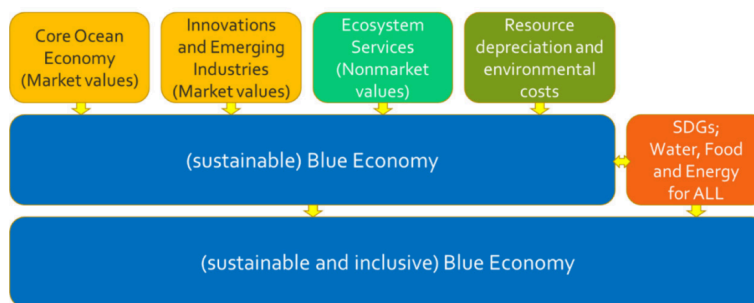 Core Ocean
Economy
(Market values)
Innovations
and Emerging
Industries
(Market values)
Ecosystem
Services
(Nonmarket
values)
Resource
depreciation and
environmental
costs
(sustainable) Blue Economy
SDGs;
Water, Food
and Energy
for ALL
(sustainable and inclusive) Blue Economy